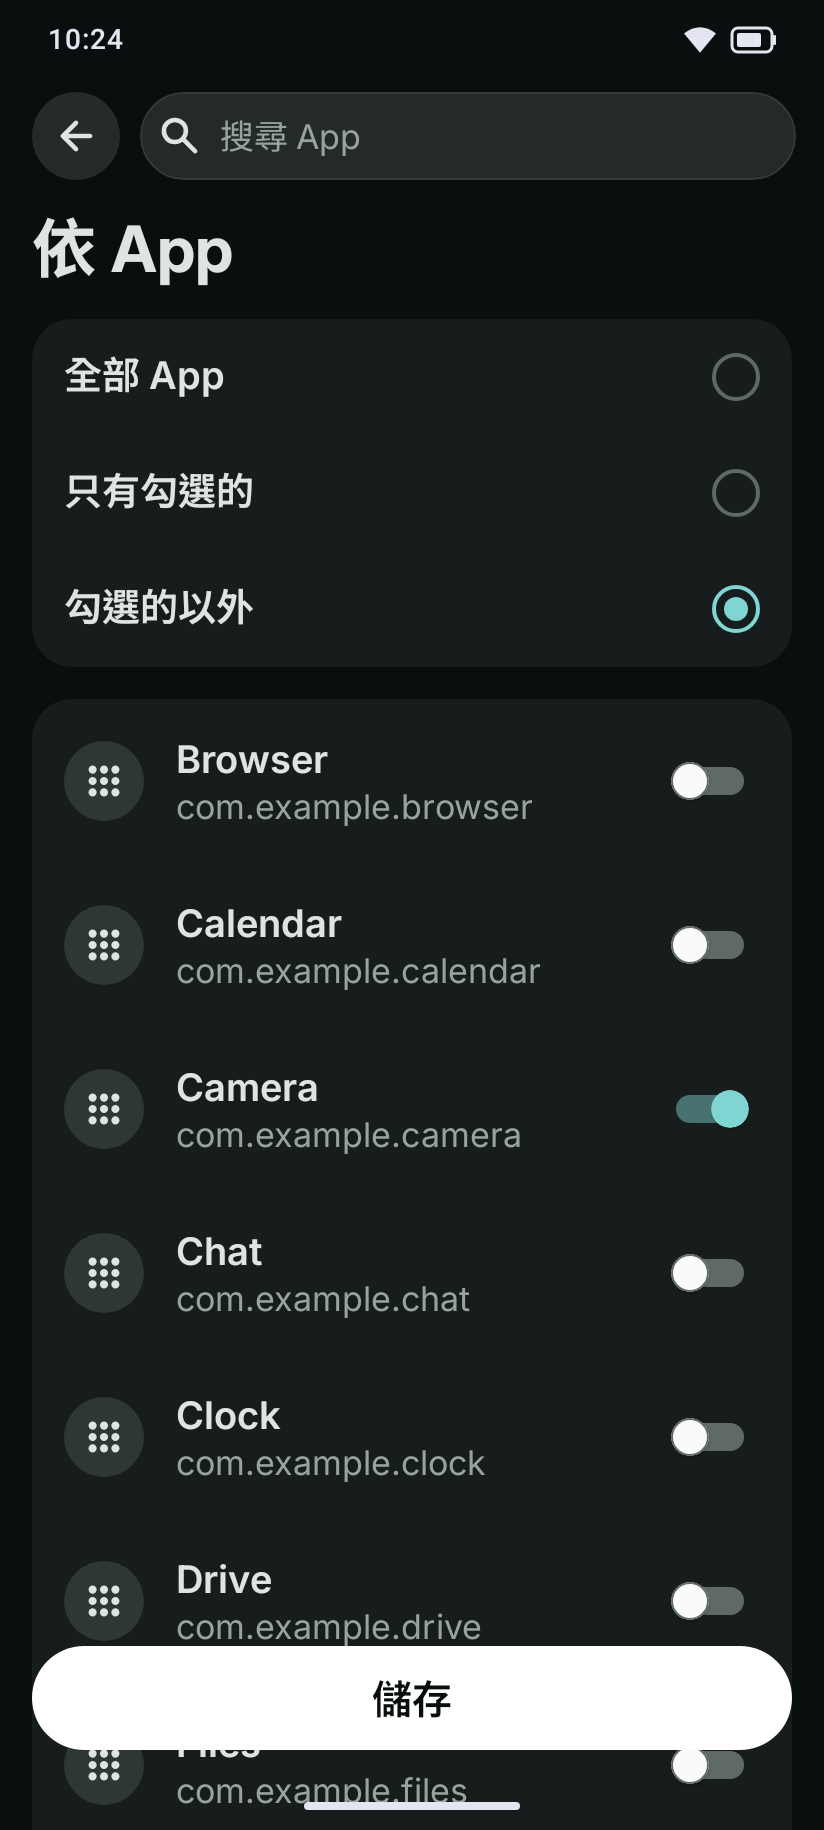 10:24
搜尋 App
依 App
全部 App
只有勾選的
勾選的以外
Browser
com.example.browser
Calendar
com.example.calendar
Camera
com.example.camera
Chat
com.example.chat
Clock
com.example.clock
Drive
com.example.drive
儲存
Files
com.example.files